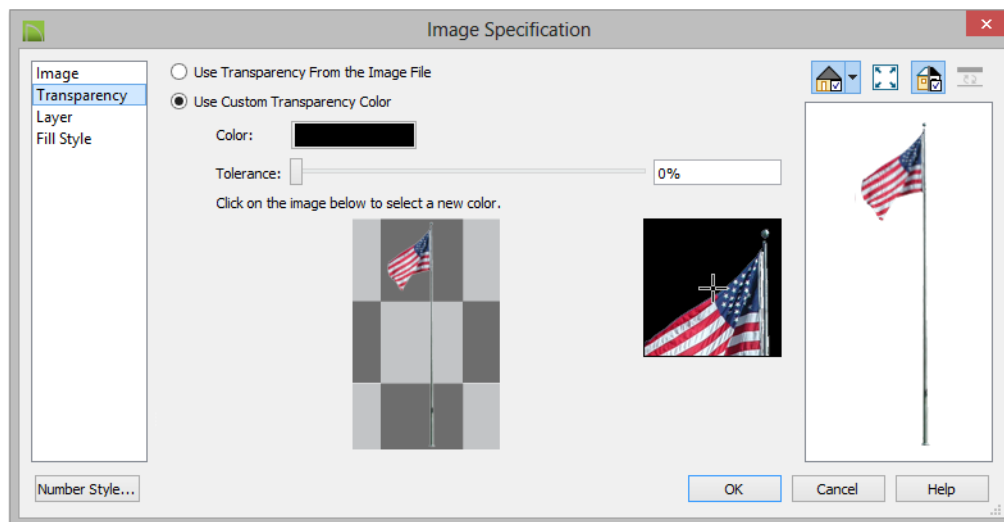 Image Specification
Image
Transparency
Layer
Fill Style
Use Transparency From the Image File
Use Custom Transparency Color
Color:
Tolerance:
0%
Click on the image below to select a new color.
Number Style...
OK
Cancel
Help